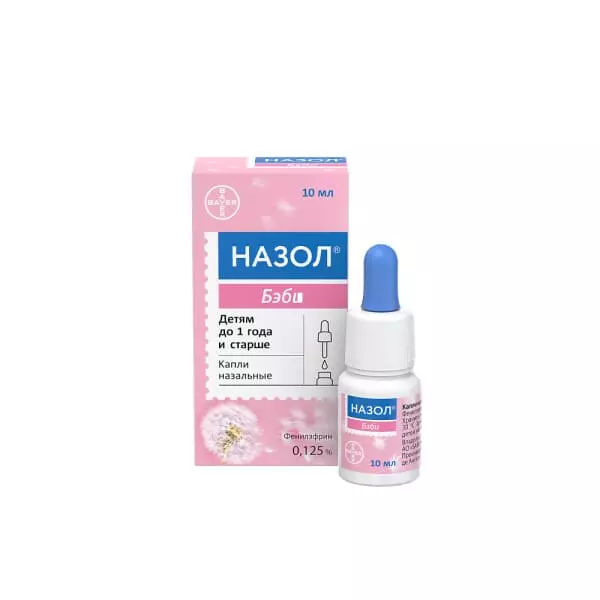 10 мл
BAYER
BAYER
НАЗОЛ®
Бэби
Детям
до 1 года
и старше
Капли
назальные
Фенилэфрин
0,125%
НАЗОЛ®
Бэби
BAYER
10 мл